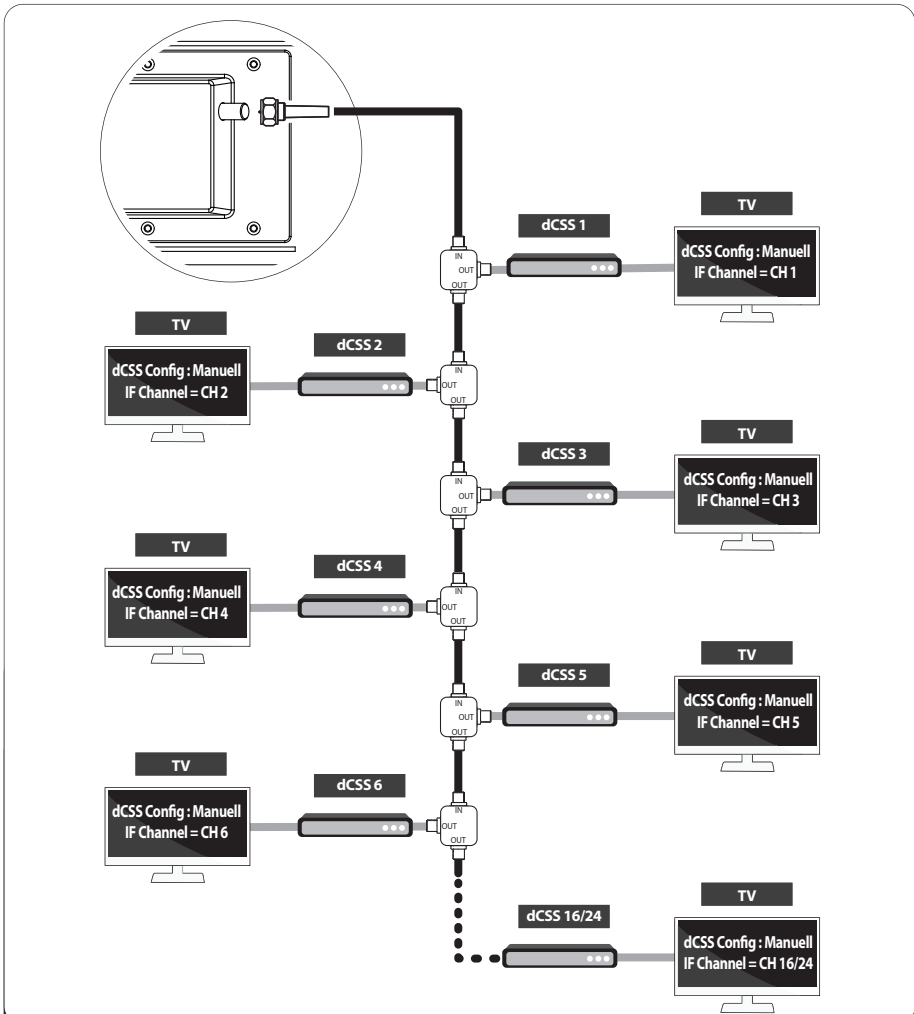 TV
dCSS 1
dCSS Config : Manuell
IF Channel = CH 1
IN
OUT
OUT
TV
dCSS 2
dCSS Config : Manuell
IF Channel = CH 2
IN
OUT
OUT
TV
dCSS 3
dCSS Config : Manuell
IF Channel = CH 3
IN
OUT
OUT
TV
dCSS 4
dCSS Config : Manuell
IF Channel = CH 4
IN
OUT
OUT
TV
dCSS 5
dCSS Config : Manuell
IF Channel = CH 5
IN
OUT
OUT
TV
dCSS 6
dCSS Config : Manuell
IF Channel = CH 6
IN
OUT
OUT
TV
dCSS 16/24
dCSS Config : Manuell
IF Channel = CH 16/24